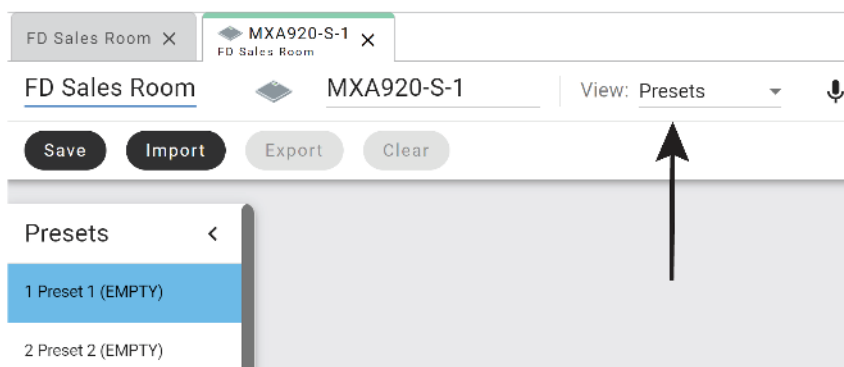 FD Sales Room
MXA920-S-1
FD Sales Room
FD Sales Room
MXA920-S-1
View: Presets
Save
Import
Export
Clear
Presets
1 Preset 1 (EMPTY)
2 Preset 2 (EMPTY)